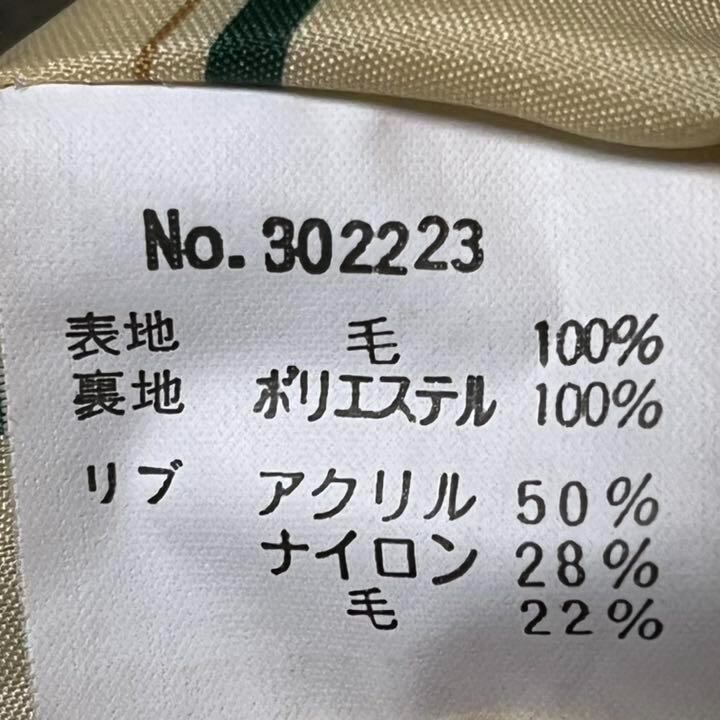 No. 302223
表地 毛 100%
裏地 ポリエステル 100%
リブ アクリル 50%
ナイロン 28%
毛 22%